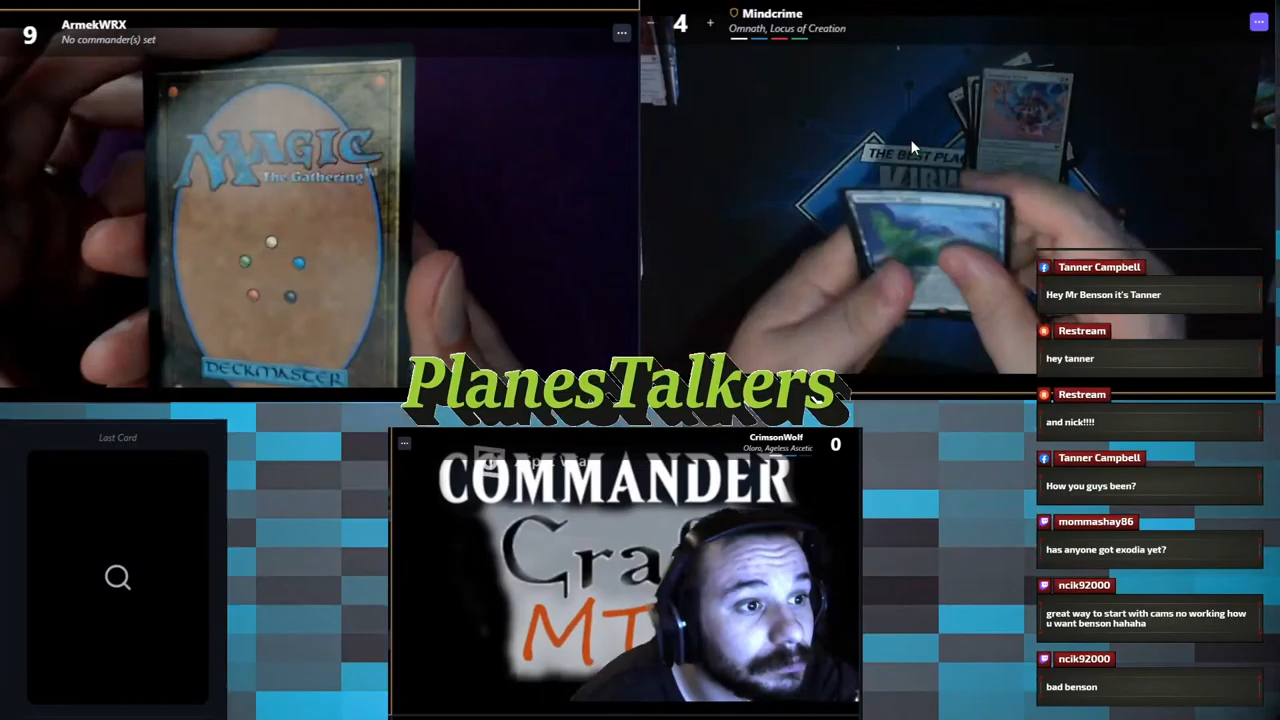 9
ArmekWRX
No commander(s) set
4
+
Mindcrime
Omnath, Locus of Creation
MAGIC
The Gathering
DECKMASTER
THE BEST PLA
PlanesTalkers
Last Card
CrimsonWolf
Oloro, Ageless Ascetic
0
COMMANDER
Cra
MT
Tanner Campbell
Hey Mr Benson it's Tanner
Restream
hey tanner
Restream
and nick!!!!
Tanner Campbell
How you guys been?
mommashay86
has anyone got exodia yet?
ncik92000
great way to start with cams no working how
u want benson hahaha
ncik92000
bad benson